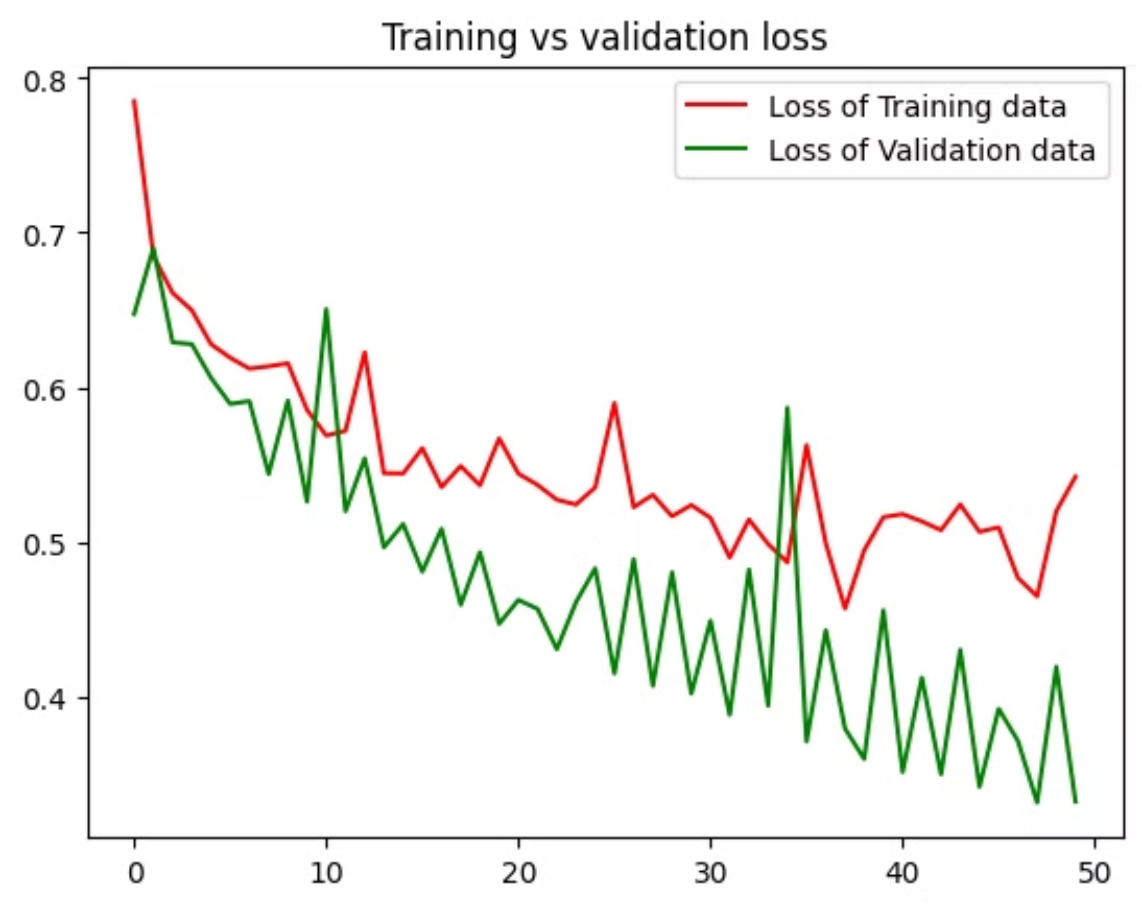 Training vs validation loss
Loss of Training data
Loss of Validation data
0.8
0.7
0.6
0.5
0.4
0 10 20 30 40 50